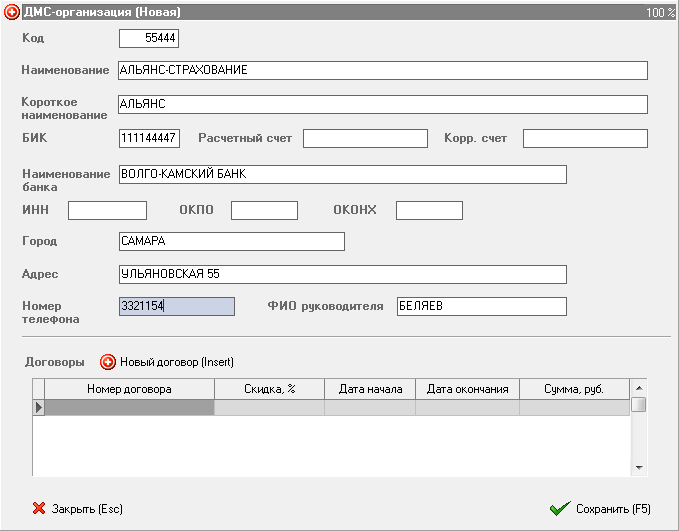 ДМС-организация (Новая) 100 %
Код 55444
Наименование АЛЬЯНС-СТРАХОВАНИЕ
Короткое наименование АЛЬЯНС
БИК 111144447 Расчетный счет Корр. счет
Наименование банка ВОЛГО-КАМСКИЙ БАНК
ИНН ОКПО ОКОНХ
Город САМАРА
Адрес УЛЬЯНОВСКАЯ 55
Номер телефона 3321154 ФИО руководителя БЕЛЯЕВ
Договоры Новый договор (Insert)
Номер договора Скидка, % Дата начала Дата окончания Сумма, руб.
Закрыть (Esc) Сохранить (F5)